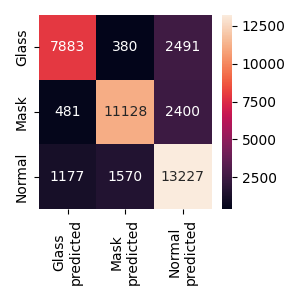 Glass
7883 380 2491
Mask
481 11128 2400
Normal
1177 1570 13227
Glass
predicted
Mask
predicted
Normal
predicted
12500
10000
7500
5000
2500